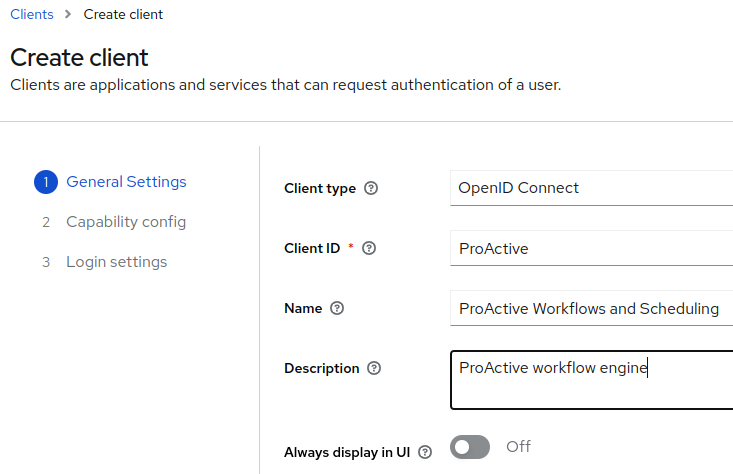 Clients > Create client
Create client
Clients are applications and services that can request authentication of a user.
1 General Settings
2 Capability config
3 Login settings
Client type
OpenID Connect
Client ID *
ProActive
Name
ProActive Workflows and Scheduling
Description
ProActive workflow engine
Always display in UI
Off